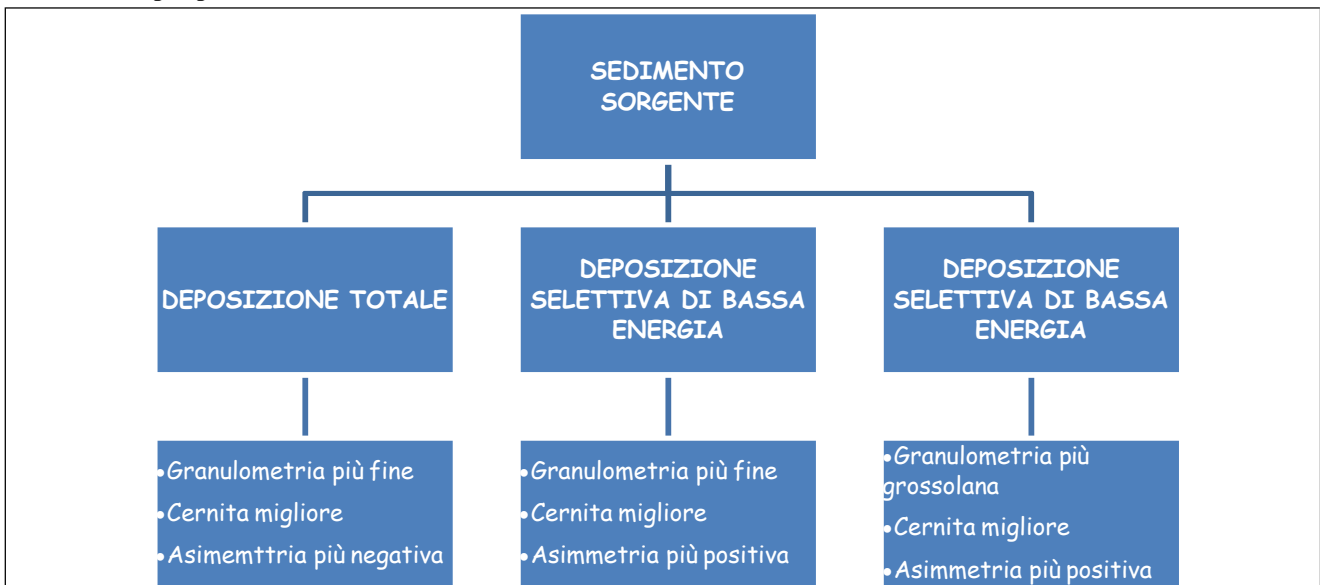 SEDIMENTO
SORGENTE
DEPOSIZIONE TOTALE
DEPOSIZIONE
SELETTIVA DI BASSA
ENERGIA
DEPOSIZIONE
SELETTIVA DI BASSA
ENERGIA
•Granulometria più fine
•Cernita migliore
•Asimemttria più negativa
•Granulometria più fine
•Cernita migliore
•Asimmetria più positiva
•Granulometria più
grossolana
•Cernita migliore
•Asimmetria più positiva